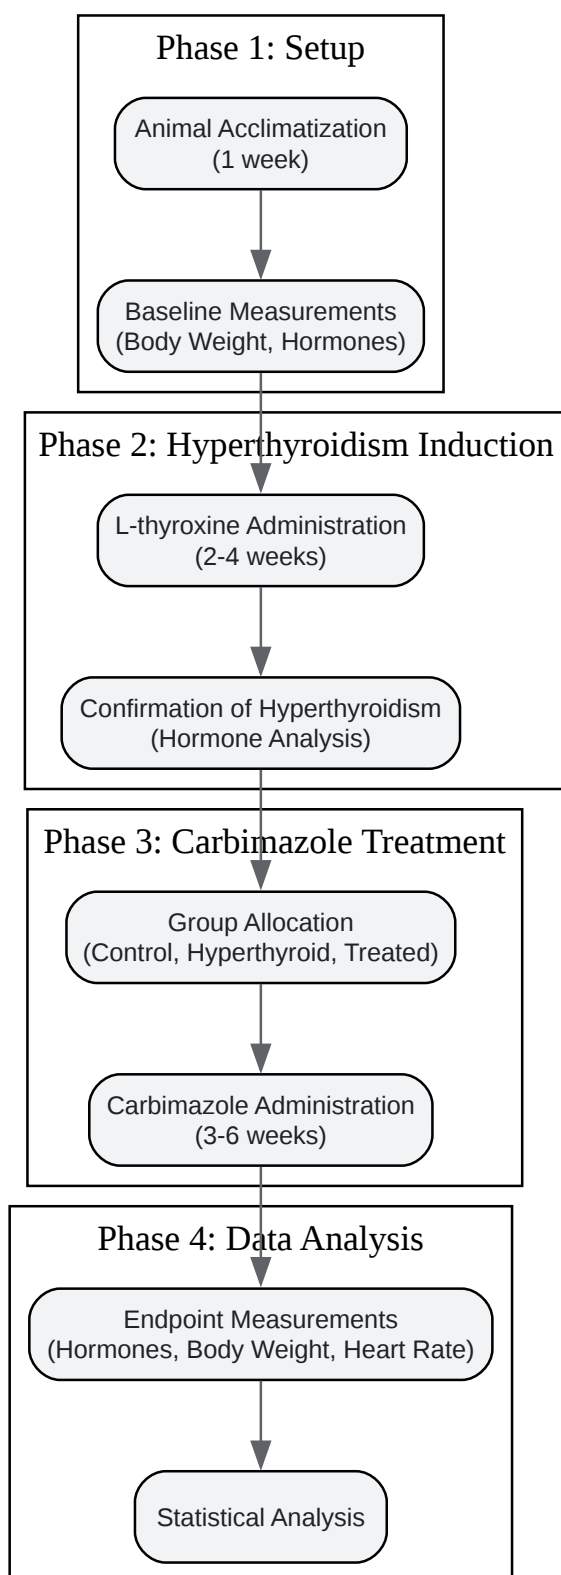 Phase 1: Setup
Animal Acclimatization
(1 week)
Baseline Measurements
(Body Weight, Hormones)
Phase 2: Hyperthyroidism Induction
L-thyroxine Administration
(2-4 weeks)
Confirmation of Hyperthyroidism
(Hormone Analysis)
Phase 3: Carbimazole Treatment
Group Allocation
(Control, Hyperthyroid, Treated)
Carbimazole Administration
(3-6 weeks)
Phase 4: Data Analysis
Endpoint Measurements
(Hormones, Body Weight, Heart Rate)
Statistical Analysis